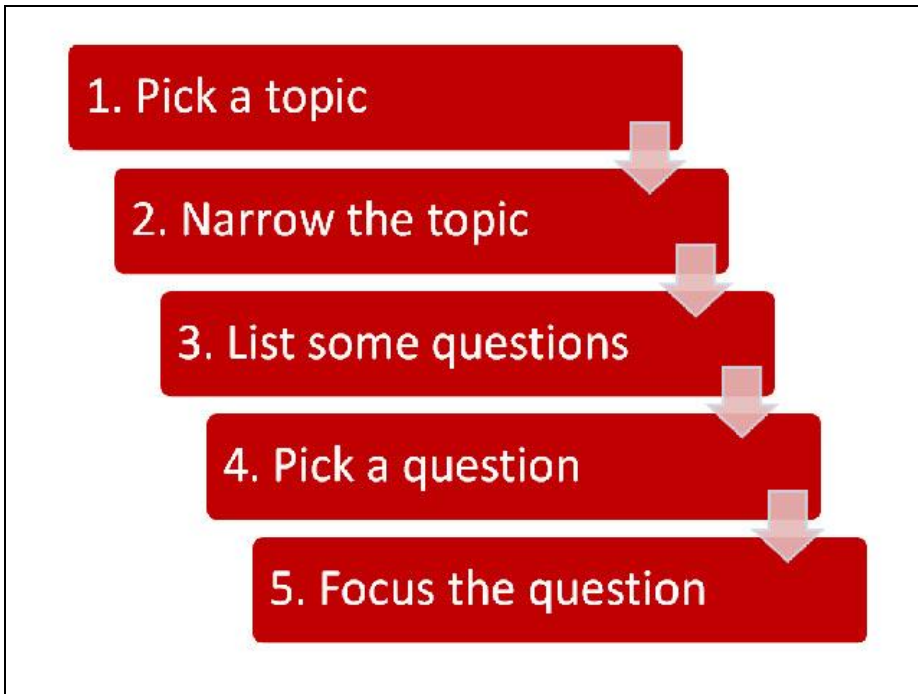 1. Pick a topic
2. Narrow the topic
3. List some questions
4. Pick a question
5. Focus the question